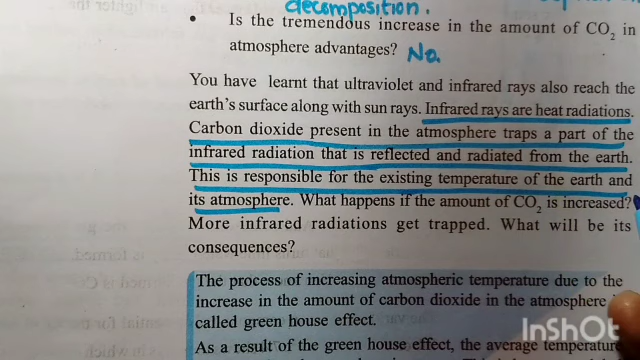 decomposition.
• Is the tremendous increase in the amount of CO₂ in
atmosphere advantages? No.
You have learnt that ultraviolet and infrared rays also reach the
earth's surface along with sun rays. Infrared rays are heat radiations.
Carbon dioxide present in the atmosphere traps a part of the
infrared radiation that is reflected and radiated from the earth.
This is responsible for the existing temperature of the earth and
its atmosphere. What happens if the amount of CO₂ is increased?
More infrared radiations get trapped. What will be its
consequences?
The process of increasing atmospheric temperature due to the
increase in the amount of carbon dioxide in the atmosphere
called green house effect.
As a result of the green house effect, the average temperature
InShOt